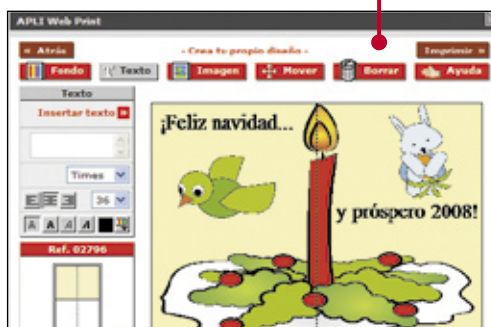 APLI Web Print
« Atrás
- Crea tu propio diseño -
Imprimir »
Fondo
Texto
Imagen
Mover
Borrar
Ayuda
Texto
Insertar texto
Times
36
A A A A
Ref. 02796
¡Feliz navidad...
y próspero 2008!